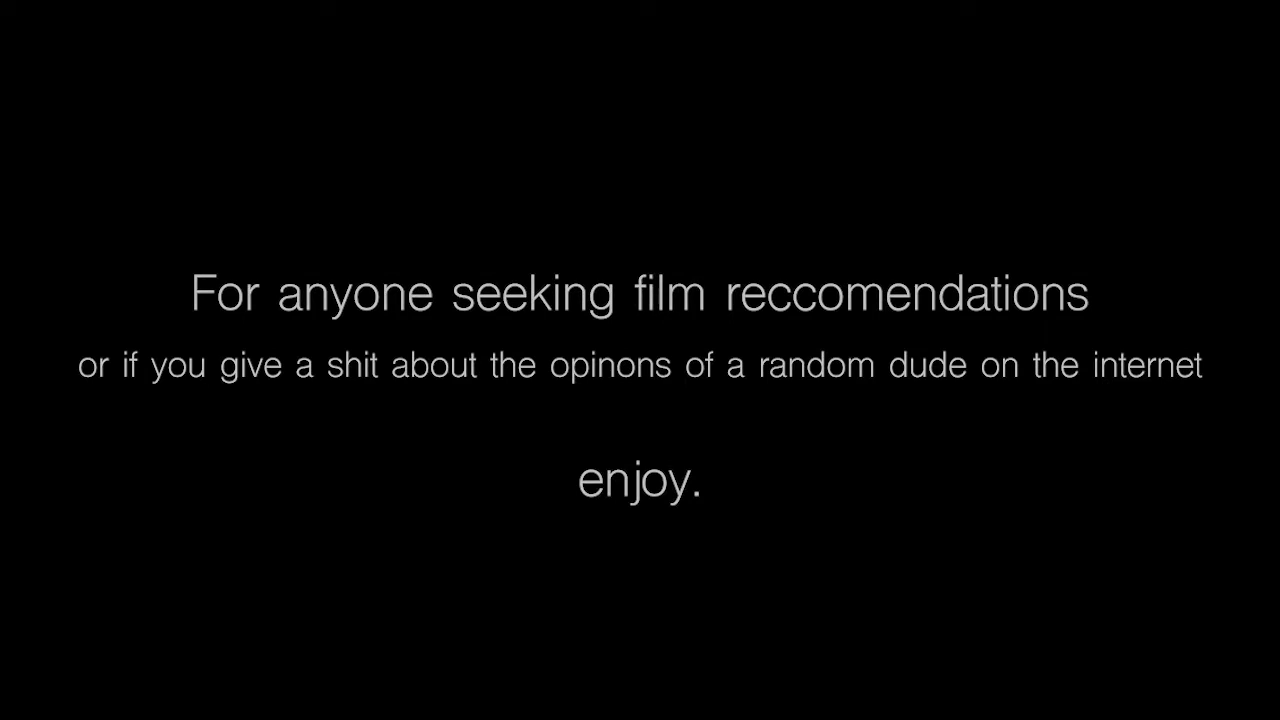 For anyone seeking film reccomendations
or if you give a shit about the opinons of a random dude on the internet
enjoy.